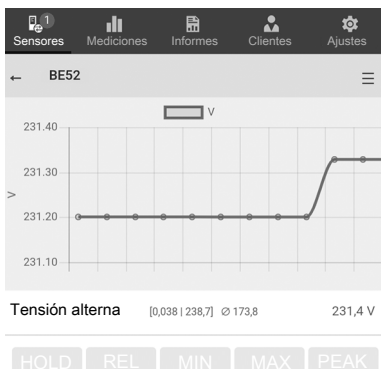 1
Sensores Mediciones Informes Clientes Ajustes
← BE52
V
231.40
231.30
V
231.20
231.10
Tensión alterna [0,038 | 238,7] ∅ 173,8 231,4 V
HOLD REL MIN MAX PEAK